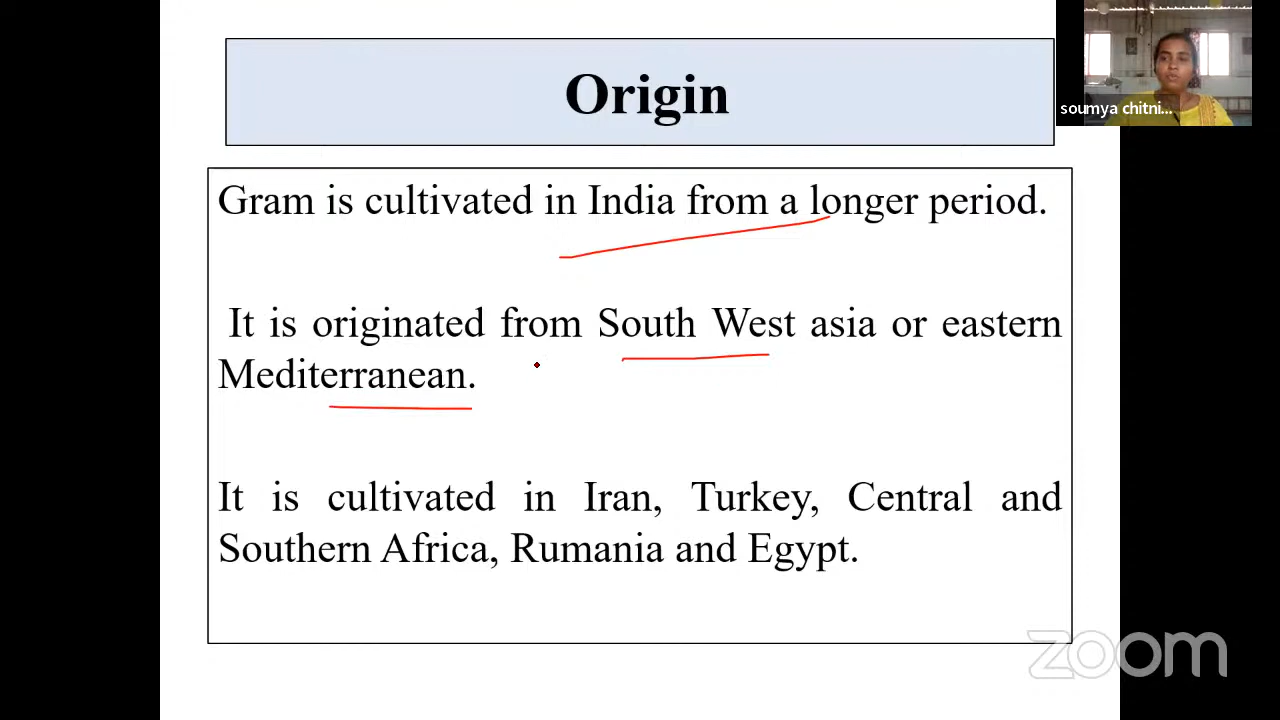 Origin
soumya chitni...
Gram is cultivated in India from a longer period.
It is originated from South West asia or eastern
Mediterranean.
It is cultivated in Iran, Turkey, Central and
Southern Africa, Rumania and Egypt.
zoom